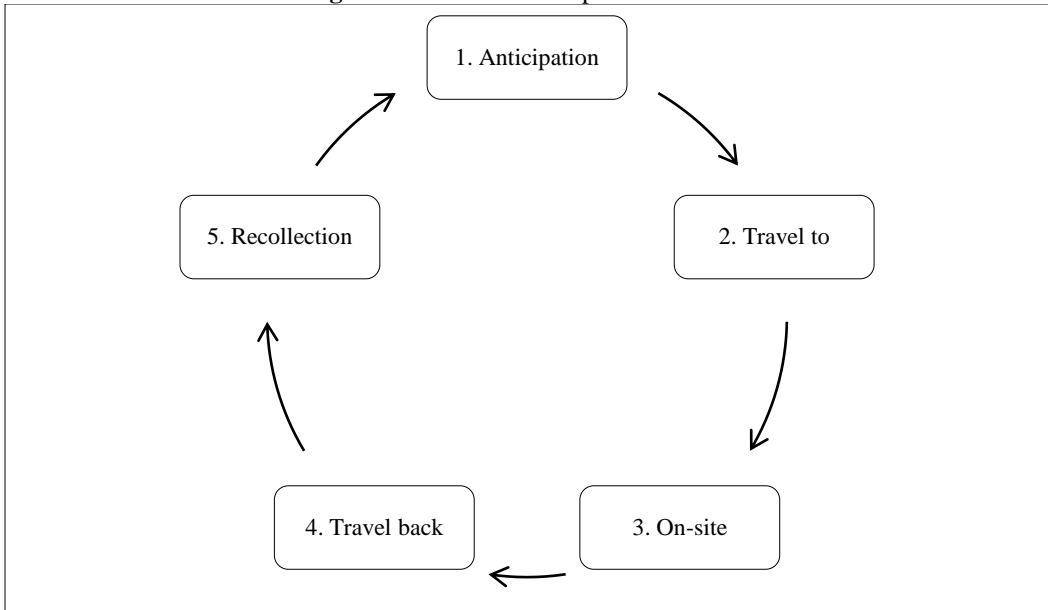 1. Anticipation
2. Travel to
3. On-site
4. Travel back
5. Recollection